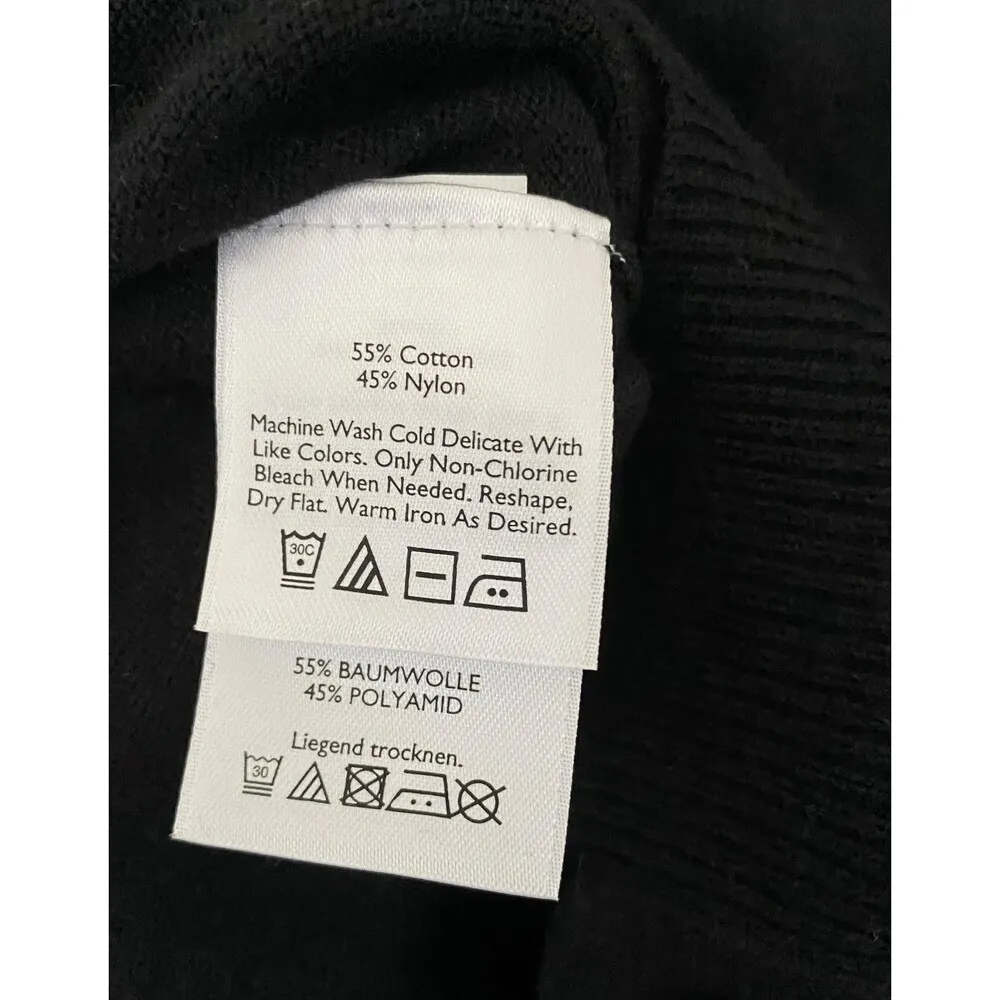 55% Cotton
45% Nylon
Machine Wash Cold Delicate With
Like Colors. Only Non-Chlorine
Bleach When Needed. Reshape,
Dry Flat. Warm Iron As Desired.
30C
55% BAUMWOLLE
45% POLYAMID
Liegend trocknen.
30